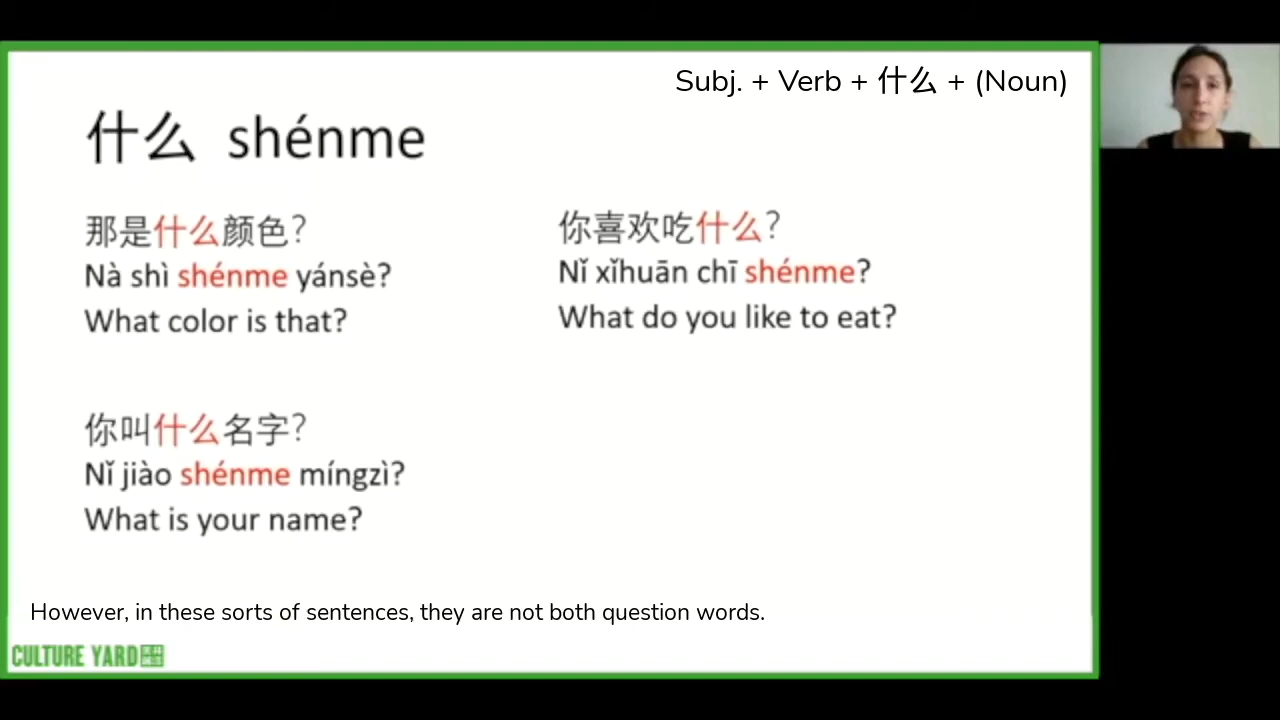 Subj. + Verb + 什么 + (Noun)
什么 shénme
那是什么颜色?
Nà shì shénme yánsè?
What color is that?
你喜欢吃什么?
Nǐ xǐhuān chī shénme?
What do you like to eat?
你叫什么名字?
Nǐ jiào shénme míngzì?
What is your name?
However, in these sorts of sentences, they are not both question words.
CULTURE YARD